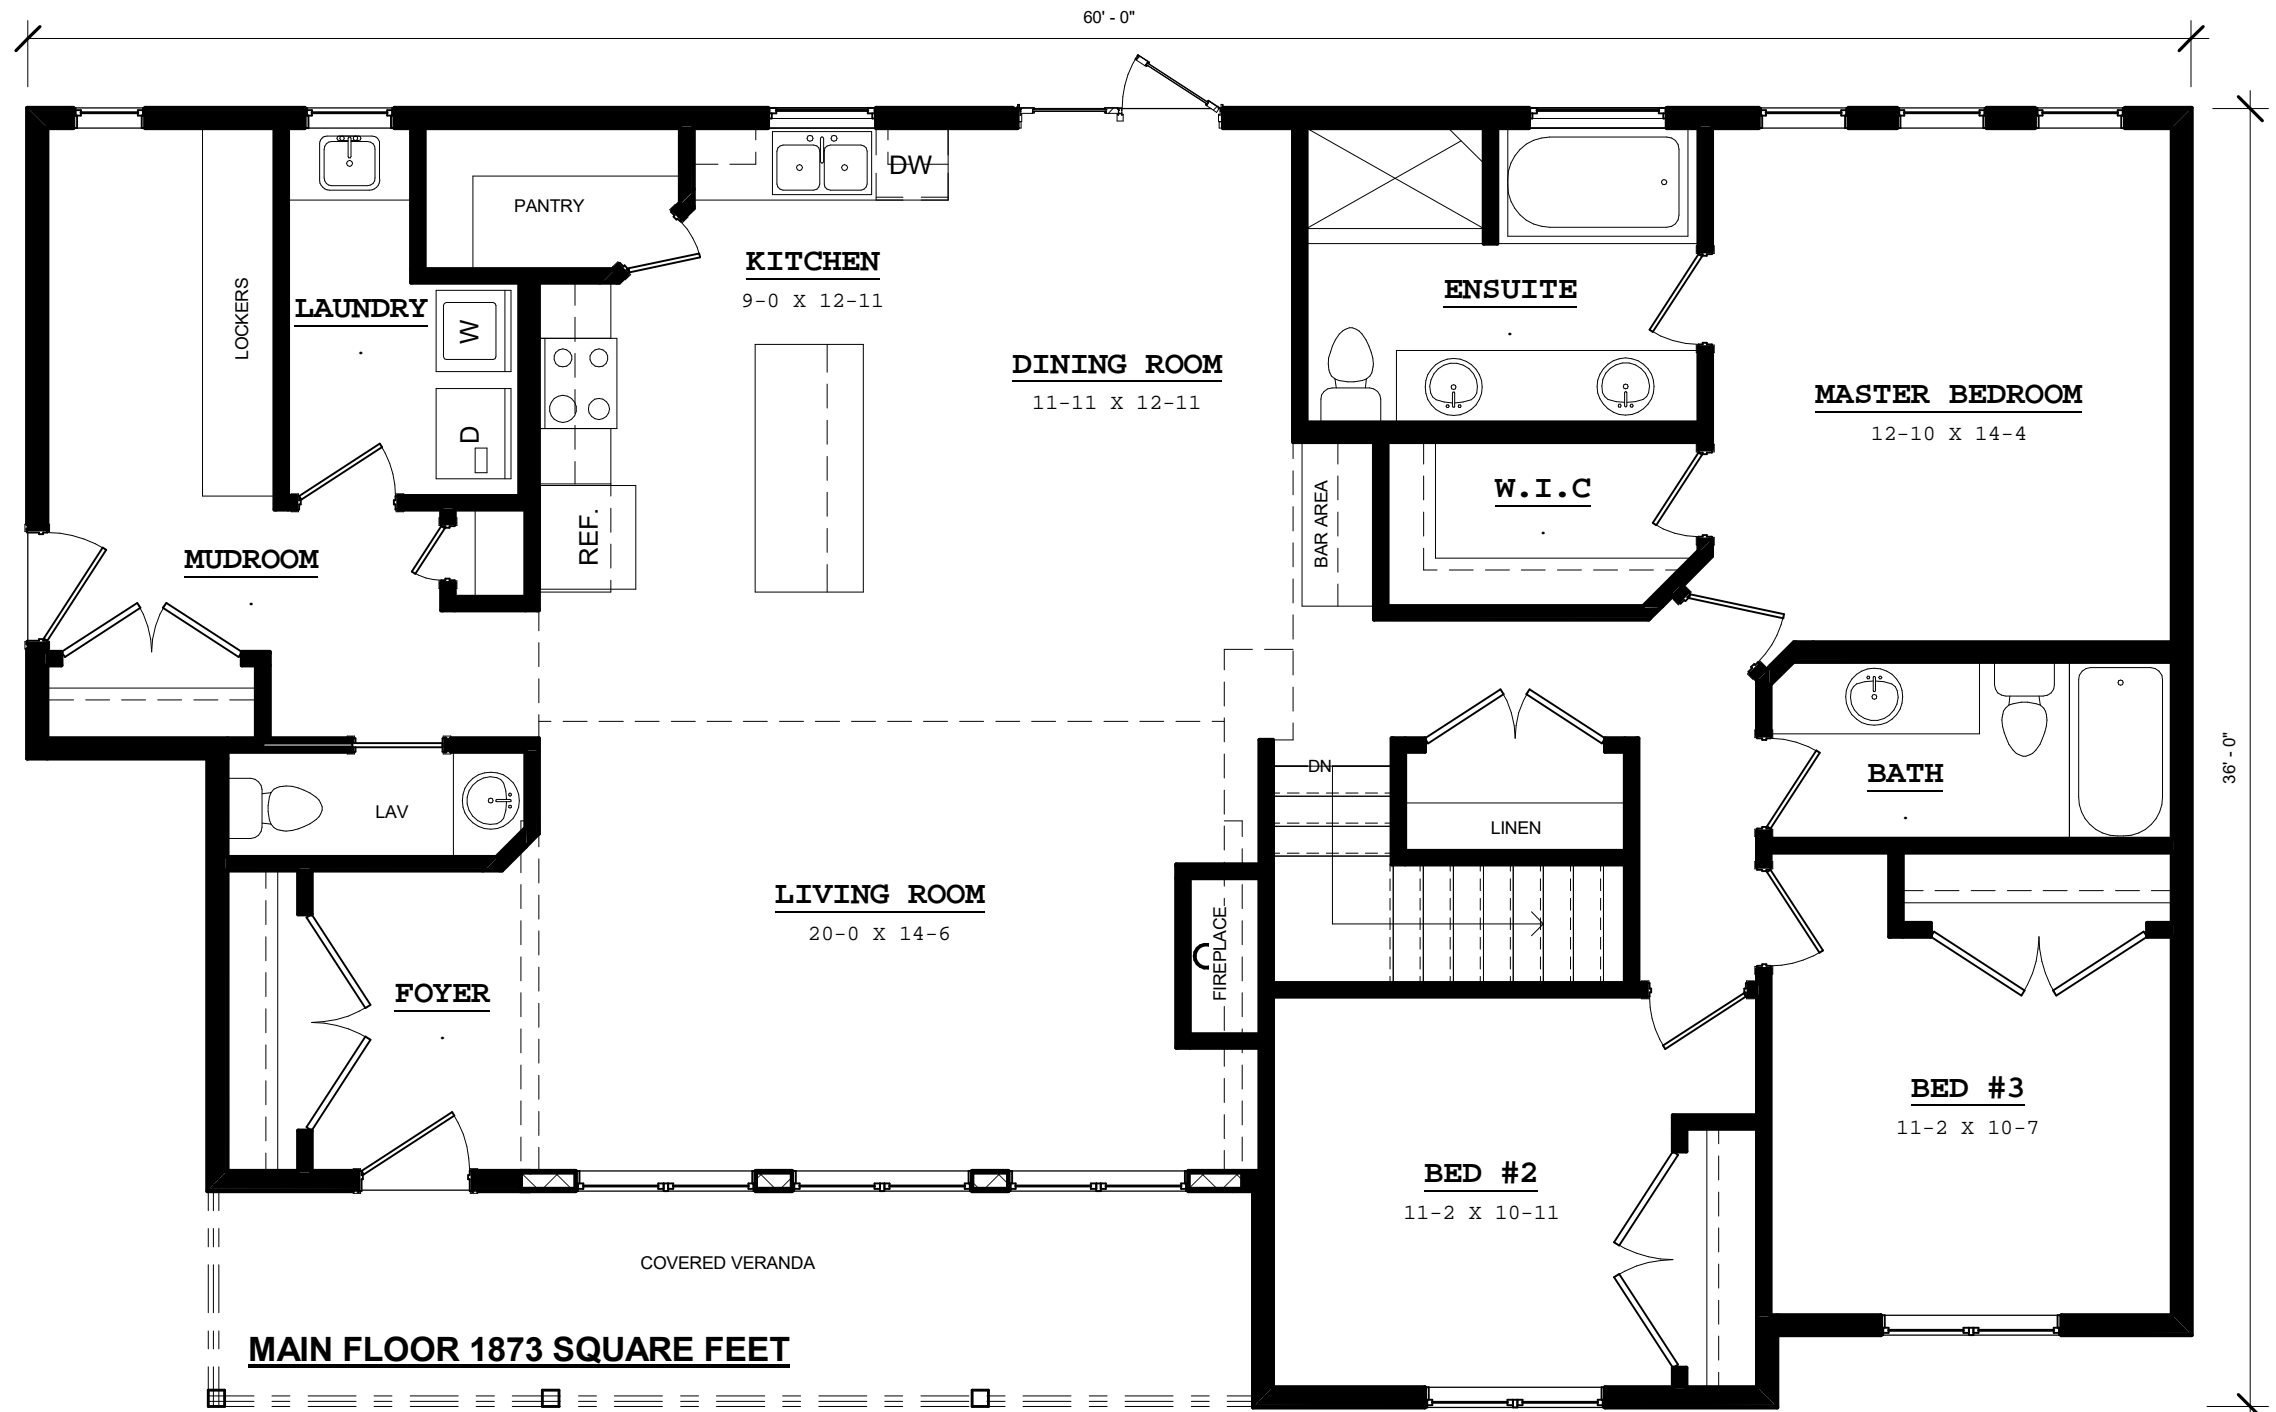 60' - 0"
DW
PANTRY
KITCHEN
9-0 X 12-11
ENSUITE
LAUNDRY
LOCKERS
W
DINING ROOM
11-11 X 12-11
MASTER BEDROOM
12-10 X 14-4
D
W.I.C
BAR AREA
REF.
MUDROOM
36' - 0"
DN
BATH
LAV
LINEN
LIVING ROOM
20-0 X 14-6
FIREPLACE
FOYER
BED #3
11-2 X 10-7
BED #2
11-2 X 10-11
COVERED VERANDA
MAIN FLOOR 1873 SQUARE FEET